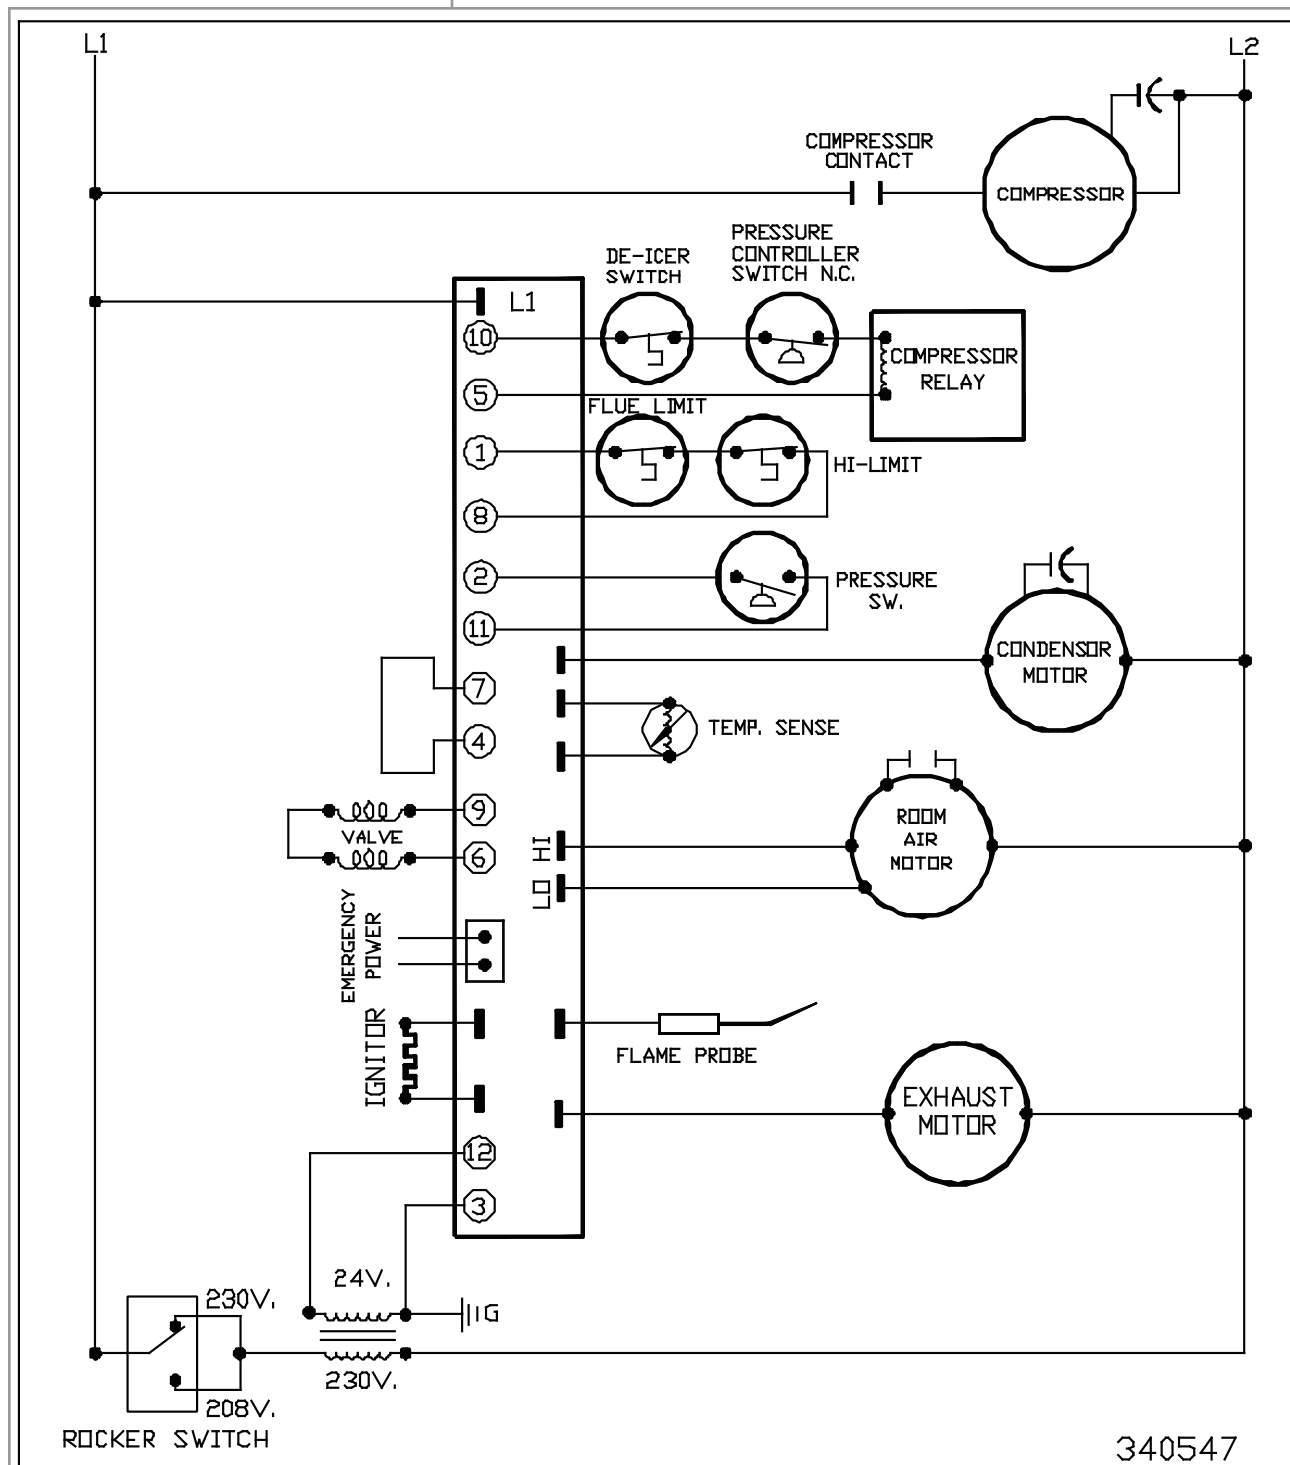 L1
L2
COMPRESSOR
CONTACT
COMPRESSOR
PRESSURE
CONTROLLER
SWITCH N.C.
DE-ICER
SWITCH
L1
10
COMPRESSOR
RELAY
5
FLUE LIMIT
1
HI-LIMIT
8
2
PRESSURE
SW.
11
CONDENSOR
MOTOR
7
TEMP. SENSE
4
9
VALVE
6
HI
LO
ROOM
AIR
MOTOR
EMERGENCY
POWER
IGNITOR
FLAME PROBE
EXHAUST
MOTOR
12
3
24V.
G
230V.
230V.
208V.
ROCKER SWITCH
340547